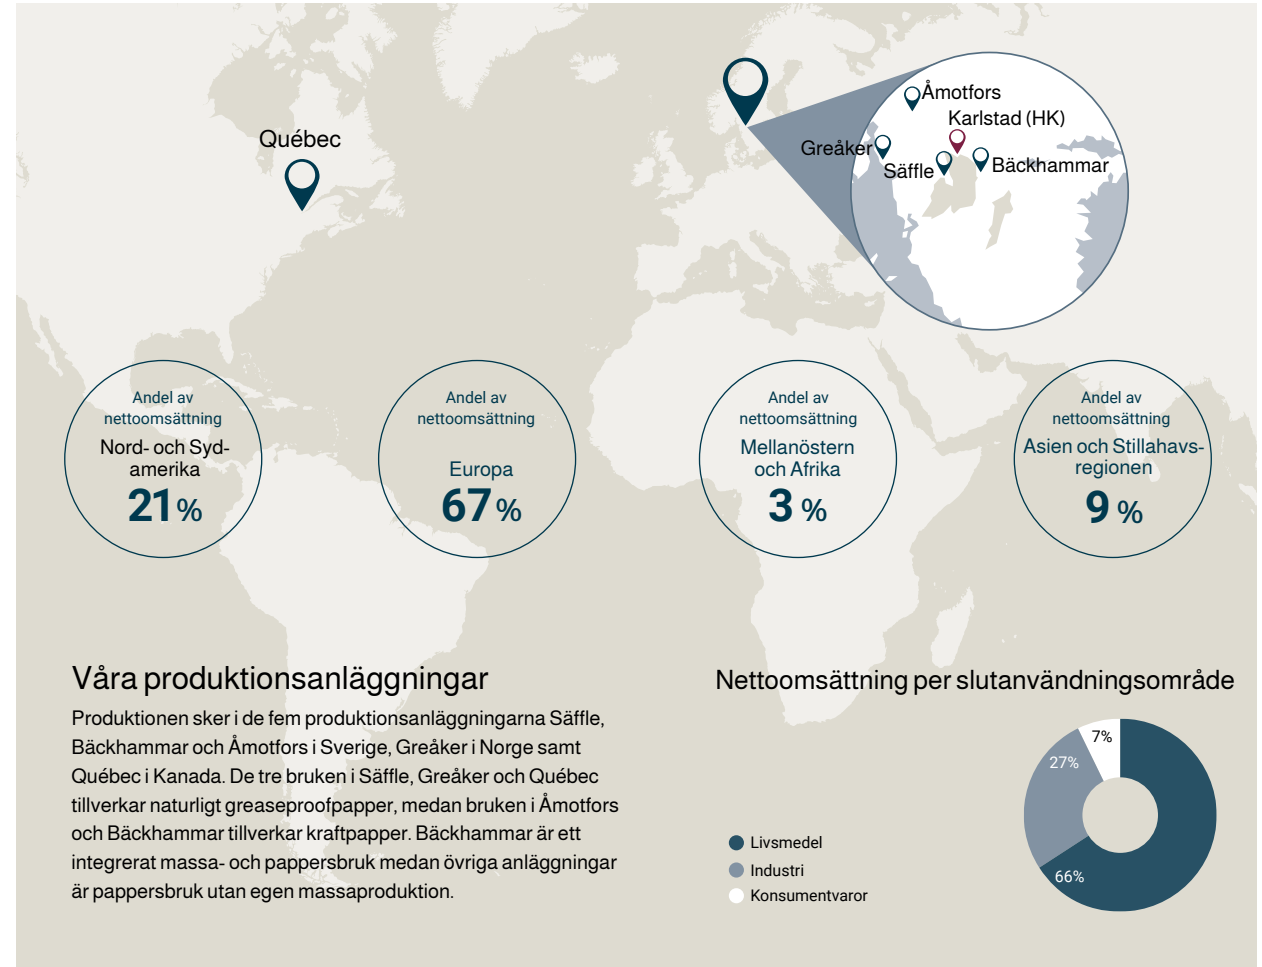 Québec
Åmotfors
Karlstad (HK)
Greåker
Säffle
Bäckhammar
Andel av
nettoomsättning
Nord- och Syd-
amerika
21 %
Andel av
nettoomsättning
Europa
67 %
Andel av
nettoomsättning
Mellanöstern
och Afrika
3 %
Andel av
nettoomsättning
Asien och Stillahavs-
regionen
9 %
Våra produktionsanläggningar
Produktionen sker i de fem produktionsanläggningarna Säffle,
Bäckhammar och Åmotfors i Sverige, Greåker i Norge samt
Québec i Kanada. De tre bruken i Säffle, Greåker och Québec
tillverkar naturligt greaseproofpapper, medan bruken i Åmotfors
och Bäckhammar tillverkar kraftpapper. Bäckhammar är ett
integrerat massa- och pappersbruk medan övriga anläggningar
är pappersbruk utan egen massaproduktion.
Nettoomsättning per slutanvändningsområde
7%
27%
66%
Livsmedel
Industri
Konsumentvaror